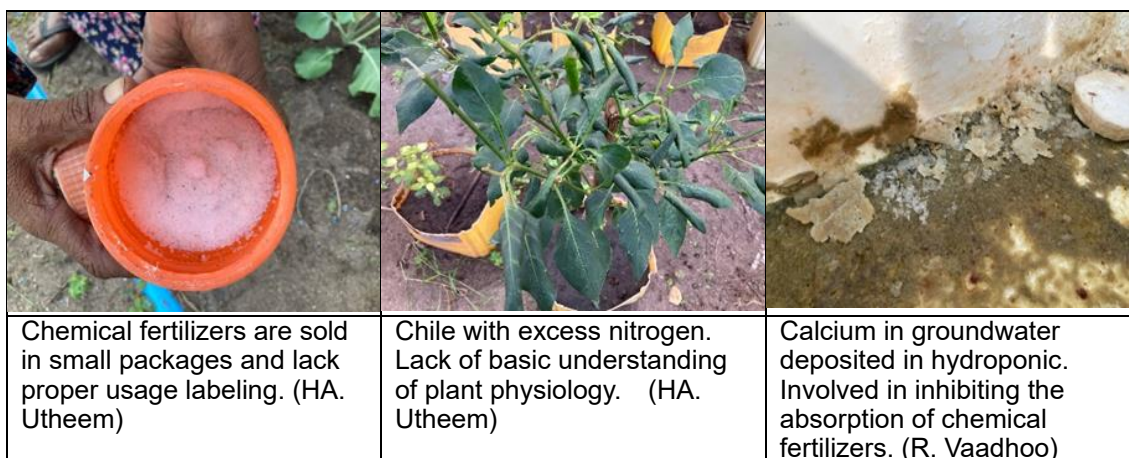 Chemical fertilizers are sold
in small packages and lack
proper usage labeling. (HA.
Utheem)
Chile with excess nitrogen.
Lack of basic understanding
of plant physiology. (HA.
Utheem)
Calcium in groundwater
deposited in hydroponic.
Involved in inhibiting the
absorption of chemical
fertilizers. (R. Vaadhoo)